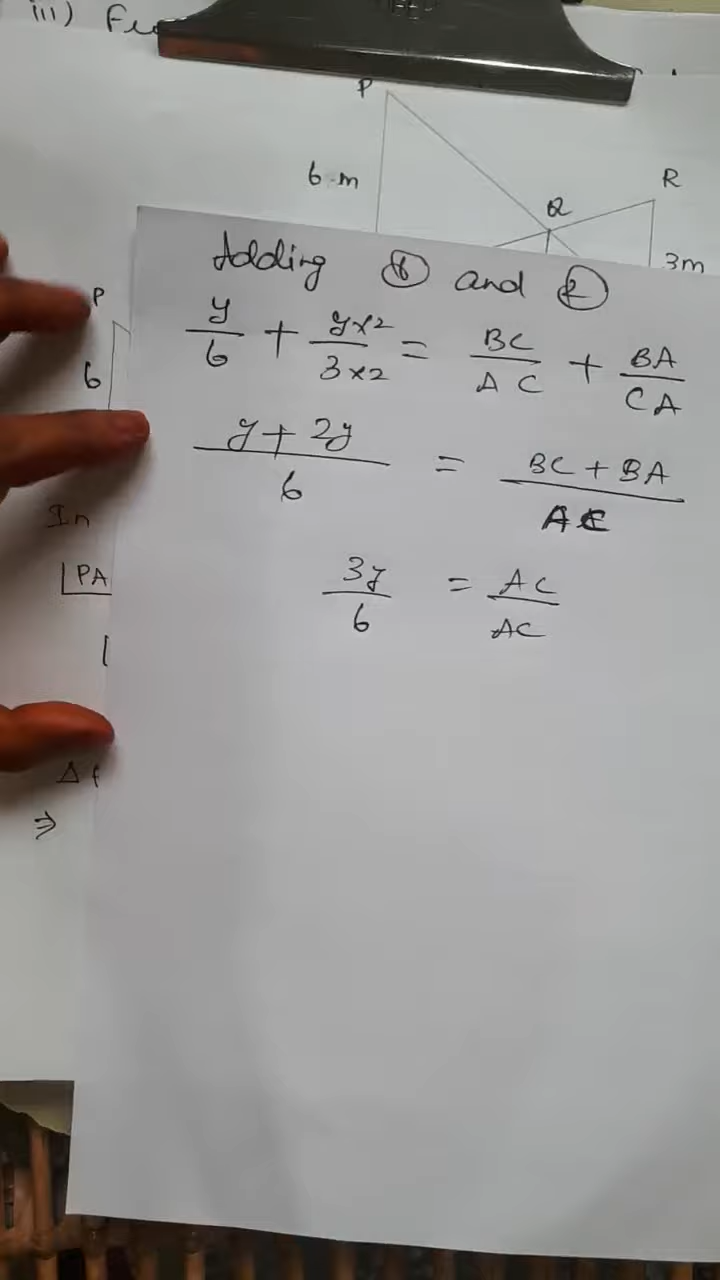 iii)
P
6 m
Q
R
3m
P
6
In
PA
Δ
⇒
Adding ① and ②
y/6 + y×2/3×2 = BC/AC + BA/CA
y + 2y/6 = BC + BA/AC
3y/6 = AC/AC